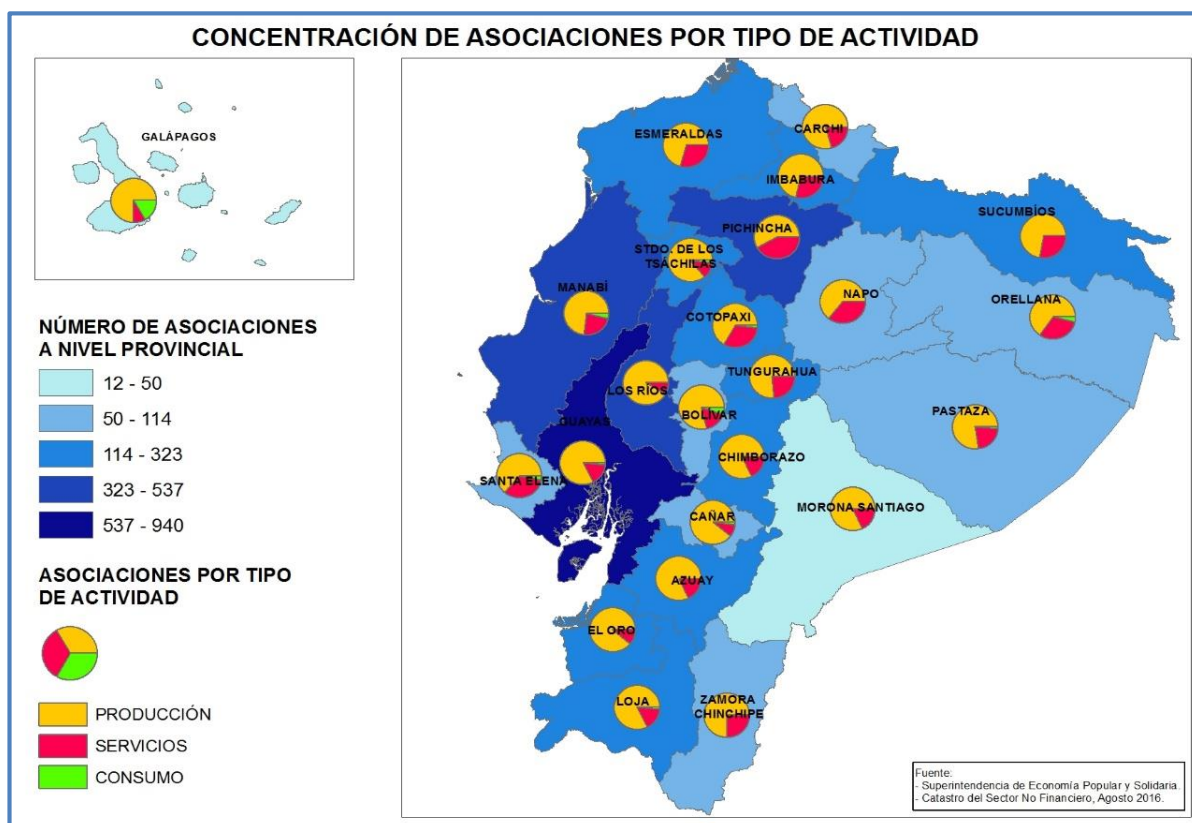 CONCENTRACIÓN DE ASOCIACIONES POR TIPO DE ACTIVIDAD
GALÁPAGOS
NÚMERO DE ASOCIACIONES
A NIVEL PROVINCIAL
12 - 50
50 - 114
114 - 323
323 - 537
537 - 940
ASOCIACIONES POR TIPO
DE ACTIVIDAD
PRODUCCIÓN
SERVICIOS
CONSUMO
ESMERALDAS
CARCHI
IMBABURA
SUCUMBÍOS
PICHINCHA
STDO. DE LOS
TSÁCHILAS
MANABÍ
NAPO
ORELLANA
COTOPAXI
TUNGURAHUA
LOS RÍOS
BOLÍVAR
PASTAZA
GUAYAS
CHIMBORAZO
SANTA ELENA
MORONA SANTIAGO
CAÑAR
AZUAY
EL ORO
LOJA
ZAMORA
CHINCHIPE
Fuente:
- Superintendencia de Economía Popular y Solidaria.
- Catastro del Sector No Financiero, Agosto 2016.